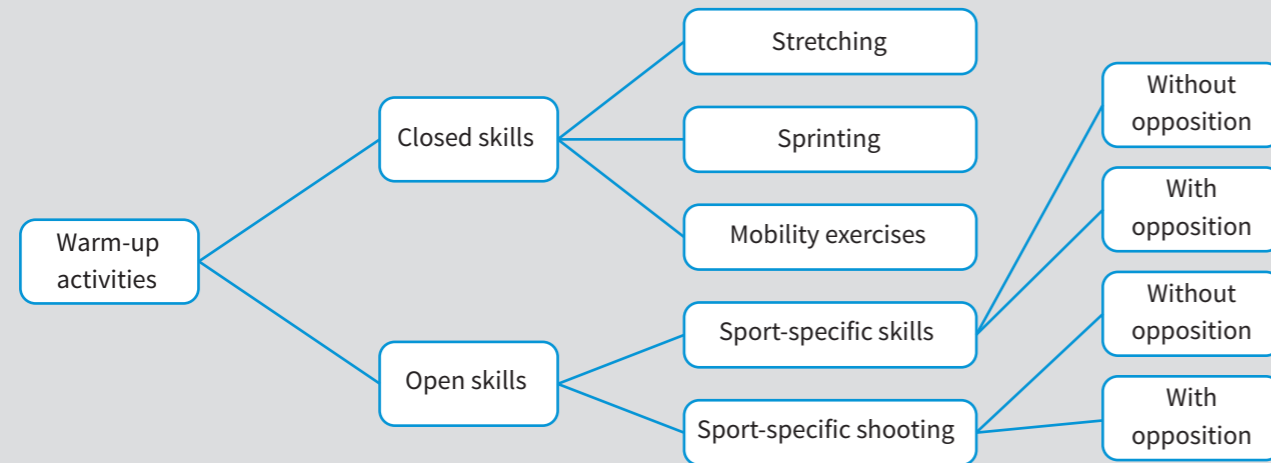 Warm-up
activities
Closed skills
Open skills
Stretching
Sprinting
Mobility exercises
Sport-specific skills
Sport-specific shooting
Without
opposition
With
opposition
Without
opposition
With
opposition